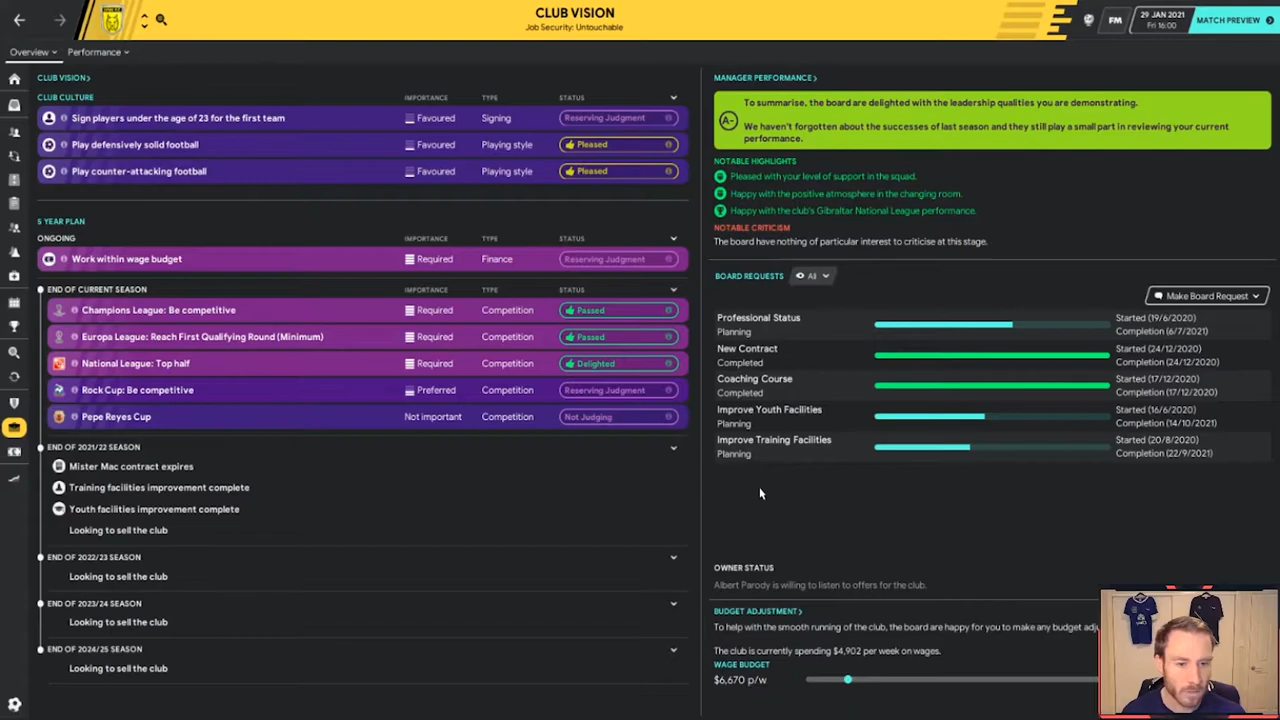 CLUB VISION
Job Security: Untouchable
FM
29 JAN 2021
Fri 16:00
MATCH PREVIEW
Overview
Performance
CLUB VISION>
CLUB CULTURE
IMPORTANCE
TYPE
STATUS
Sign players under the age of 23 for the first team
Favoured
Signing
Reserving Judgment
Play defensively solid football
Favoured
Playing style
Pleased
Play counter-attacking football
Favoured
Playing style
Pleased
5 YEAR PLAN
ONGOING
IMPORTANCE
TYPE
STATUS
Work within wage budget
Required
Finance
Reserving Judgment
END OF CURRENT SEASON
IMPORTANCE
TYPE
STATUS
Champions League: Be competitive
Required
Competition
Passed
Europa League: Reach First Qualifying Round (Minimum)
Required
Competition
Passed
National League: Top half
Required
Competition
Delighted
Rock Cup: Be competitive
Preferred
Competition
Reserving Judgment
Pepe Reyes Cup
Not important
Competition
Not Judging
END OF 2021/22 SEASON
Mister Mac contract expires
Training facilities improvement complete
Youth facilities improvement complete
Looking to sell the club
END OF 2022/23 SEASON
Looking to sell the club
END OF 2023/24 SEASON
Looking to sell the club
END OF 2024/25 SEASON
Looking to sell the club
MANAGER PERFORMANCE>
A-
To summarise, the board are delighted with the leadership qualities you are demonstrating.
We haven't forgotten about the successes of last season and they still play a small part in reviewing your current
performance.
NOTABLE HIGHLIGHTS
Pleased with your level of support in the squad.
Happy with the positive atmosphere in the changing room.
Happy with the club's Gibraltar National League performance.
NOTABLE CRITICISM
The board have nothing of particular interest to criticise at this stage.
BOARD REQUESTS
All
Make Board Request
Professional Status
Planning
Started (19/6/2020)
Completion (6/7/2021)
New Contract
Completed
Started (24/12/2020)
Completion (24/12/2020)
Coaching Course
Completed
Started (17/12/2020)
Completion (17/12/2020)
Improve Youth Facilities
Planning
Started (16/6/2020)
Completion (14/10/2021)
Improve Training Facilities
Planning
Started (20/8/2020)
Completion (22/9/2021)
OWNER STATUS
Albert Parody is willing to listen to offers for the club.
BUDGET ADJUSTMENT>
To help with the smooth running of the club, the board are happy for you to make any budget adju
The club is currently spending $4,902 per week on wages.
WAGE BUDGET
$6,670 p/w